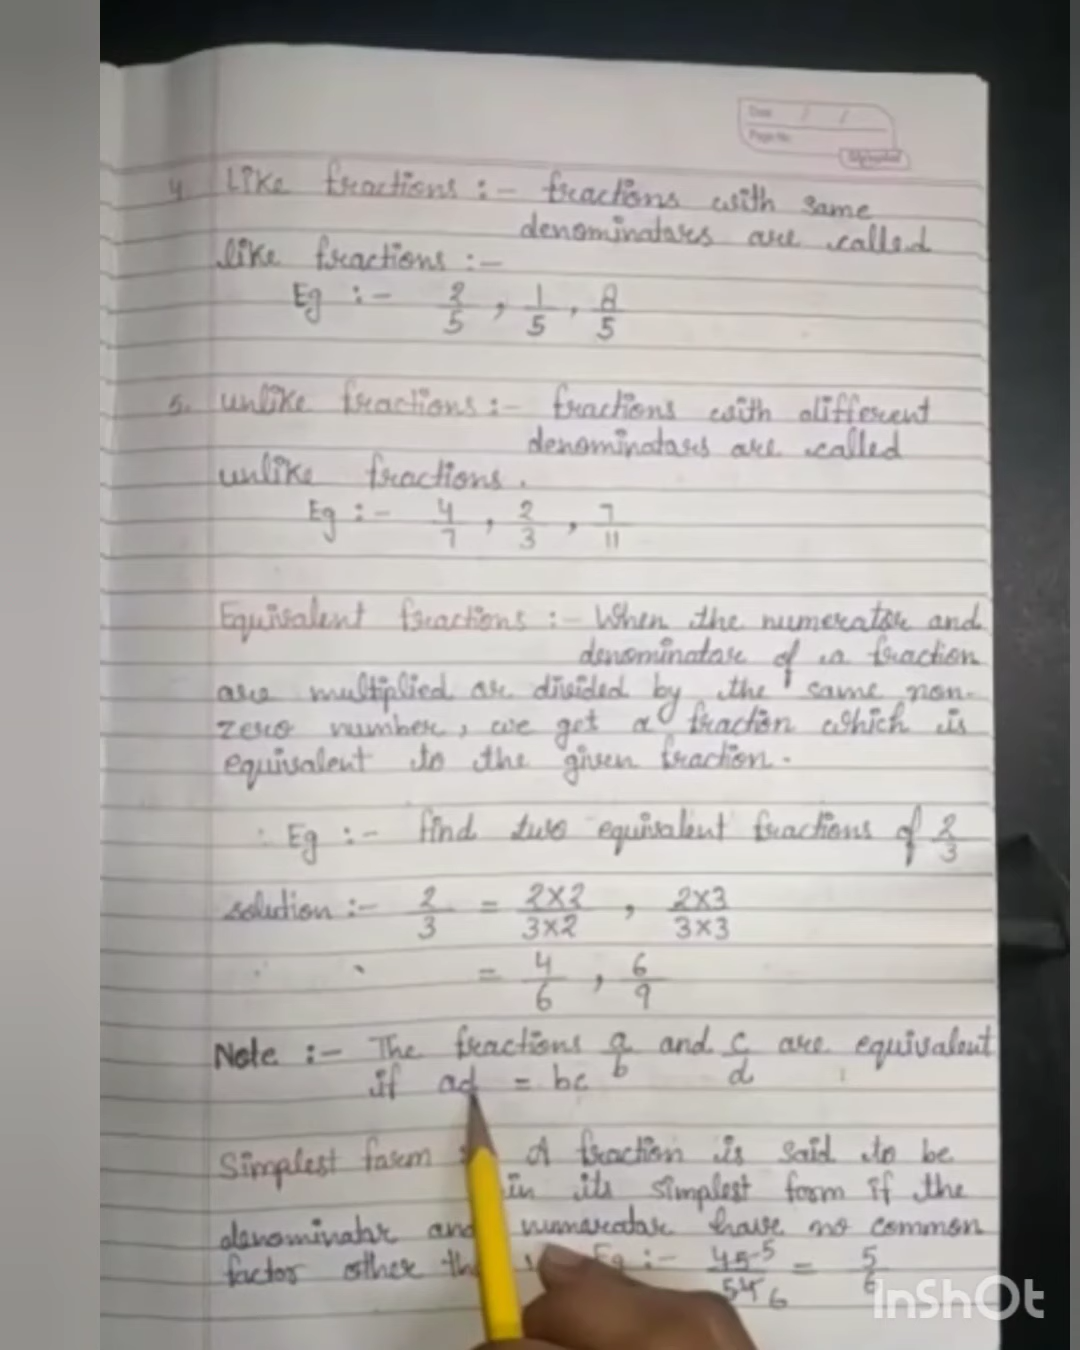 Date / /
Page No.
4. Like fractions :- fractions with same
denominators are called
like fractions :-
Eg :- 2/5 , 1/5 , 8/5
5. unlike fractions :- fractions with different
denominators are called
unlike fractions .
Eg :- 4/7 , 2/3 , 7/11
Equivalent fractions :- When the numerator and
denominator of a fraction
are multiplied or divided by the same non-
zero number, we get a fraction which is
equivalent to the given fraction.
Eg :- find two equivalent fractions of 2/3
solution :- 2/3 = 2×2/3×2 , 2×3/3×3
= 4/6 , 6/9
Note :- The fractions a/b and c/d are equivalent
if ad = bc
Simplest form : A fraction is said to be
in its simplest form if the
denominator and numerator have no common
factor other Eg :- 45 5/54 6 = 5/6
InShOt